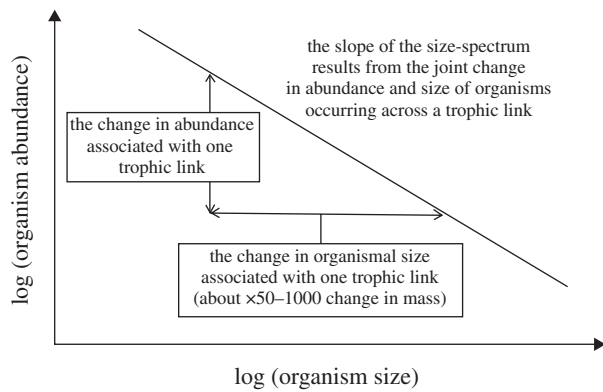 the slope of the size-spectrum
results from the joint change
in abundance and size of organisms
occurring across a trophic link
the change in abundance
associated with one
trophic link
the change in organismal size
associated with one trophic link
(about ×50–1000 change in mass)
log (organism abundance)
log (organism size)